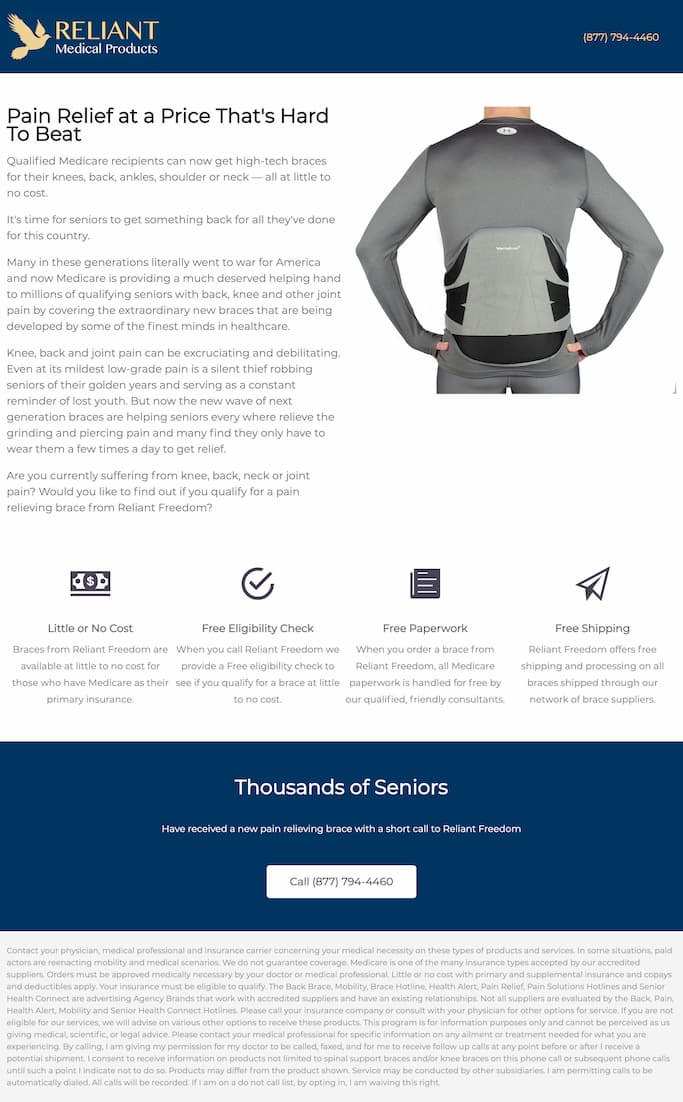 RELIANT
Medical Products
(877) 794-4460
Pain Relief at a Price That's Hard
To Beat
Qualified Medicare recipients can now get high-tech braces
for their knees, back, ankles, shoulder or neck — all at little to
no cost.
It's time for seniors to get something back for all they've done
for this country.
Many in these generations literally went to war for America
and now Medicare is providing a much deserved helping hand
to millions of qualifying seniors with back, knee and other joint
pain by covering the extraordinary new braces that are being
developed by some of the finest minds in healthcare.
Knee, back and joint pain can be excruciating and debilitating.
Even at its mildest low-grade pain is a silent thief robbing
seniors of their golden years and serving as a constant
reminder of lost youth. But now the new wave of next
generation braces are helping seniors every where relieve the
grinding and piercing pain and many find they only have to
wear them a few times a day to get relief.
Are you currently suffering from knee, back, neck or joint
pain? Would you like to find out if you qualify for a pain
relieving brace from Reliant Freedom?
Little or No Cost
Braces from Reliant Freedom are
available at little to no cost for
those who have Medicare as their
primary insurance.
Free Eligibility Check
When you call Reliant Freedom we
provide a Free eligibility check to
see if you qualify for a brace at little
to no cost.
Free Paperwork
When you order a brace from
Reliant Freedom, all Medicare
paperwork is handled for free by
our qualified, friendly consultants.
Free Shipping
Reliant Freedom offers free
shipping and processing on all
braces shipped through our
network of brace suppliers.
Thousands of Seniors
Have received a new pain relieving brace with a short call to Reliant Freedom
Call (877) 794-4460
Contact your physician, medical professional and insurance carrier concerning your medical necessity on these types of products and services. In some situations, paid
actors are reenacting mobility and medical scenarios. We do not guarantee coverage. Medicare is one of the many insurance types accepted by our accredited
suppliers. Orders must be approved medically necessary by your doctor or medical professional. Little or no cost with primary and supplemental insurance and copays
and deductibles apply. Your insurance must be eligible to qualify. The Back Brace, Mobility, Brace Hotline, Health Alert, Pain Relief, Pain Solutions Hotlines and Senior
Health Connect are advertising Agency Brands that work with accredited suppliers and have an existing relationships. Not all suppliers are evaluated by the Back, Pain,
Health Alert, Mobility and Senior Health Connect Hotlines. Please call your insurance company or consult with your physician for other options for service. If you are not
eligible for our services, we will advise on various other options to receive these products. This program is for information purposes only and cannot be perceived as us
giving medical, scientific, or legal advice. Please contact your medical professional for specific information on any ailment or treatment needed for what you are
experiencing. By calling, I am giving my permission for my doctor to be called, faxed, and for me to receive follow up calls at any point before or after I receive a
potential shipment. I consent to receive information on products not limited to spinal support braces and/or knee braces on this phone call or subsequent phone calls
until such a point I indicate not to do so. Products may differ from the product shown. Service may be conducted by other subsidiaries. I am permitting calls to be
automatically dialed. All calls will be recorded. If I am on a do not call list, by opting in, I am waiving this right.